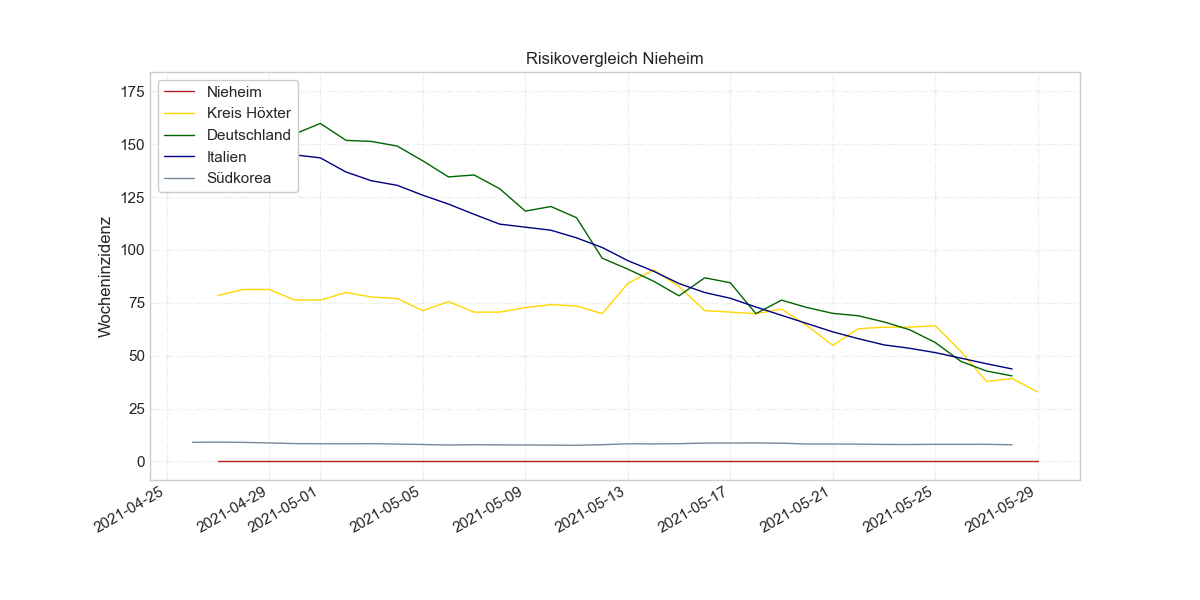 Risikovergleich Nieheim
Nieheim
Kreis Höxter
Deutschland
Italien
Südkorea
Wocheninzidenz
175
150
125
100
75
50
25
0
2021-04-25
2021-04-29
2021-05-01
2021-05-05
2021-05-09
2021-05-13
2021-05-17
2021-05-21
2021-05-25
2021-05-29